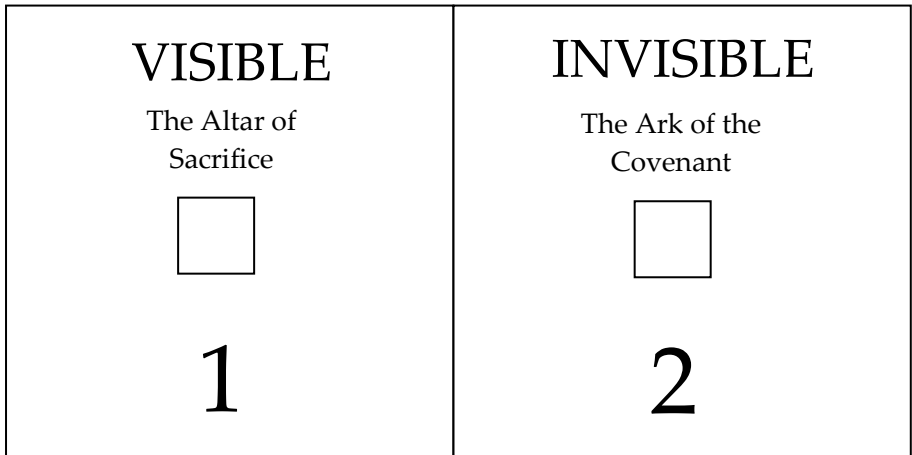 VISIBLE
The Altar of
Sacrifice
1
INVISIBLE
The Ark of the
Covenant
2